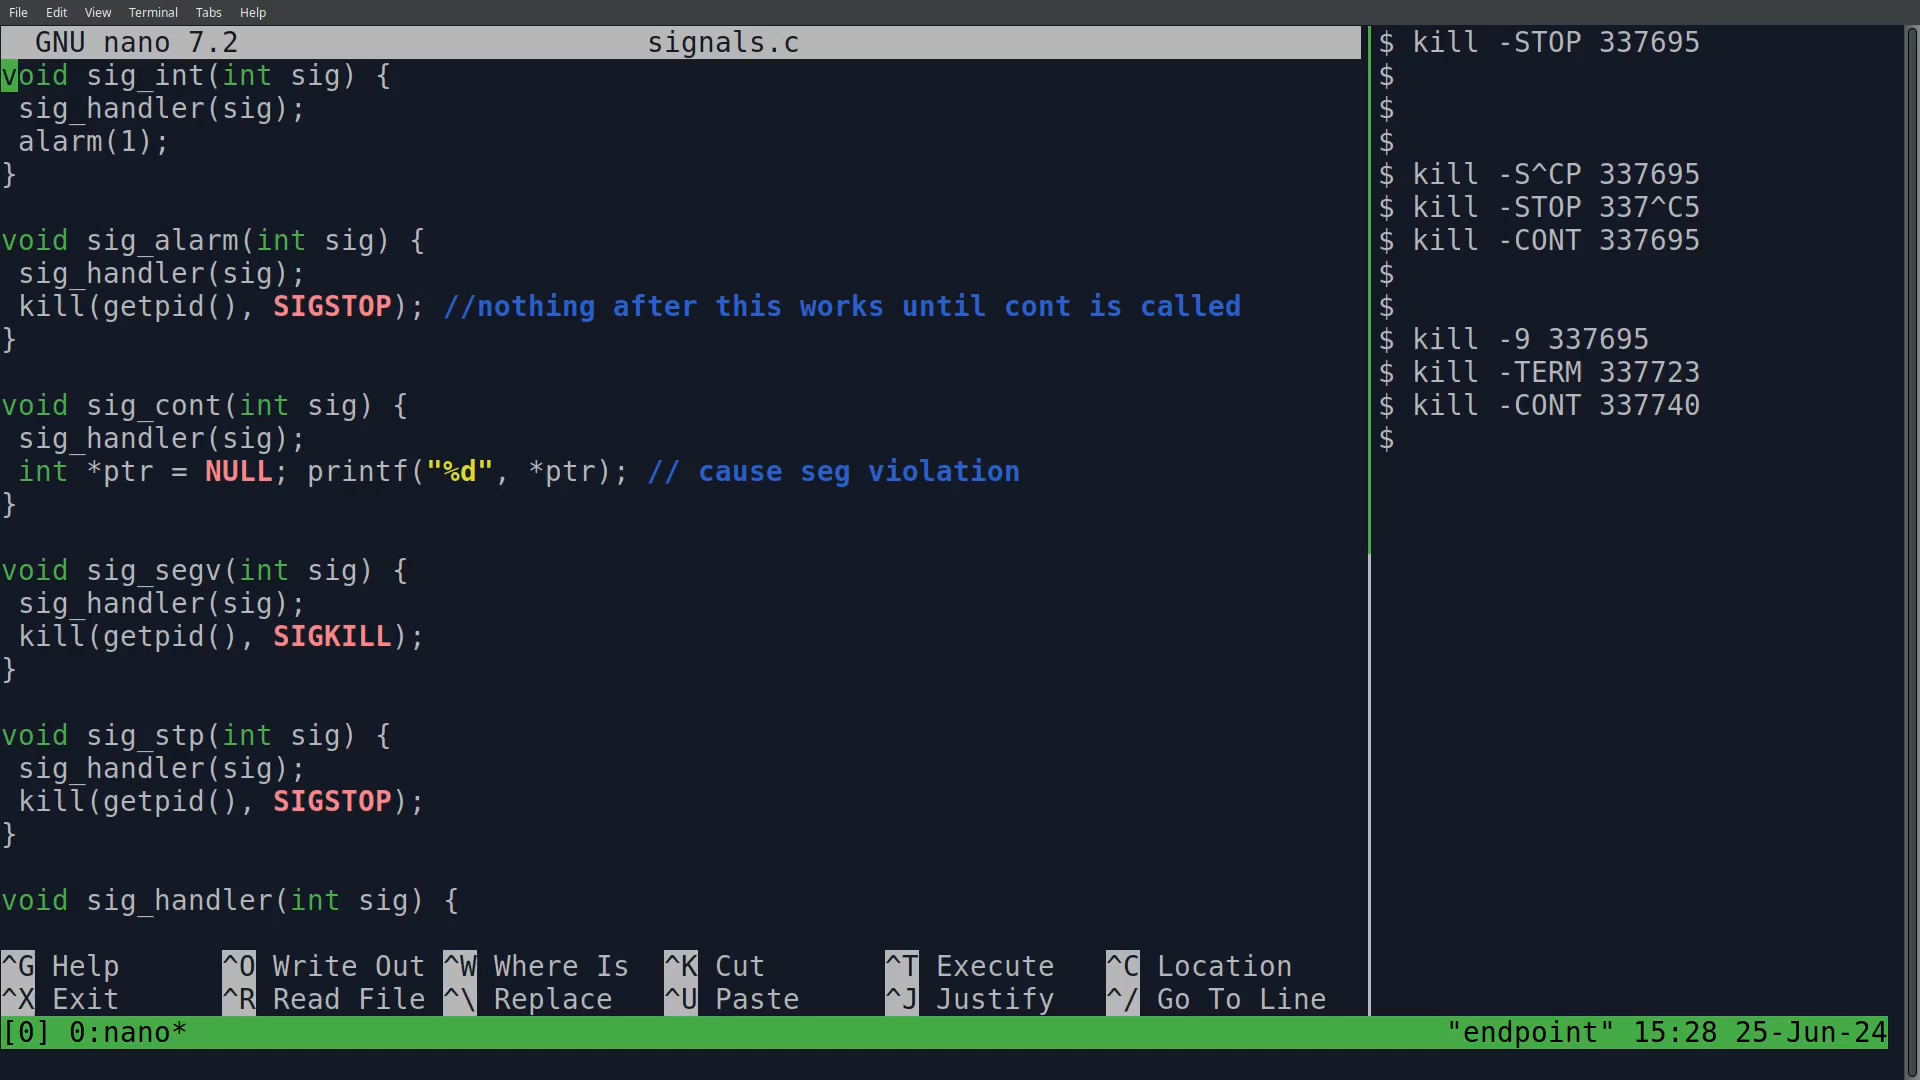 File Edit View Terminal Tabs Help
GNU nano 7.2 signals.c
void sig_int(int sig) {
 sig_handler(sig);
 alarm(1);
}
void sig_alarm(int sig) {
 sig_handler(sig);
 kill(getpid(), SIGSTOP); //nothing after this works until cont is called
}
void sig_cont(int sig) {
 sig_handler(sig);
 int *ptr = NULL; printf("%d", *ptr); // cause seg violation
}
void sig_segv(int sig) {
 sig_handler(sig);
 kill(getpid(), SIGKILL);
}
void sig_stp(int sig) {
 sig_handler(sig);
 kill(getpid(), SIGSTOP);
}
void sig_handler(int sig) {
^G Help ^O Write Out ^W Where Is ^K Cut ^T Execute ^C Location
^X Exit ^R Read File ^\ Replace ^U Paste ^J Justify ^/ Go To Line
$ kill -STOP 337695
$
$
$
$ kill -S^CP 337695
$ kill -STOP 337^C5
$ kill -CONT 337695
$
$
$ kill -9 337695
$ kill -TERM 337723
$ kill -CONT 337740
$
[0] 0:nano* "endpoint" 15:28 25-Jun-24